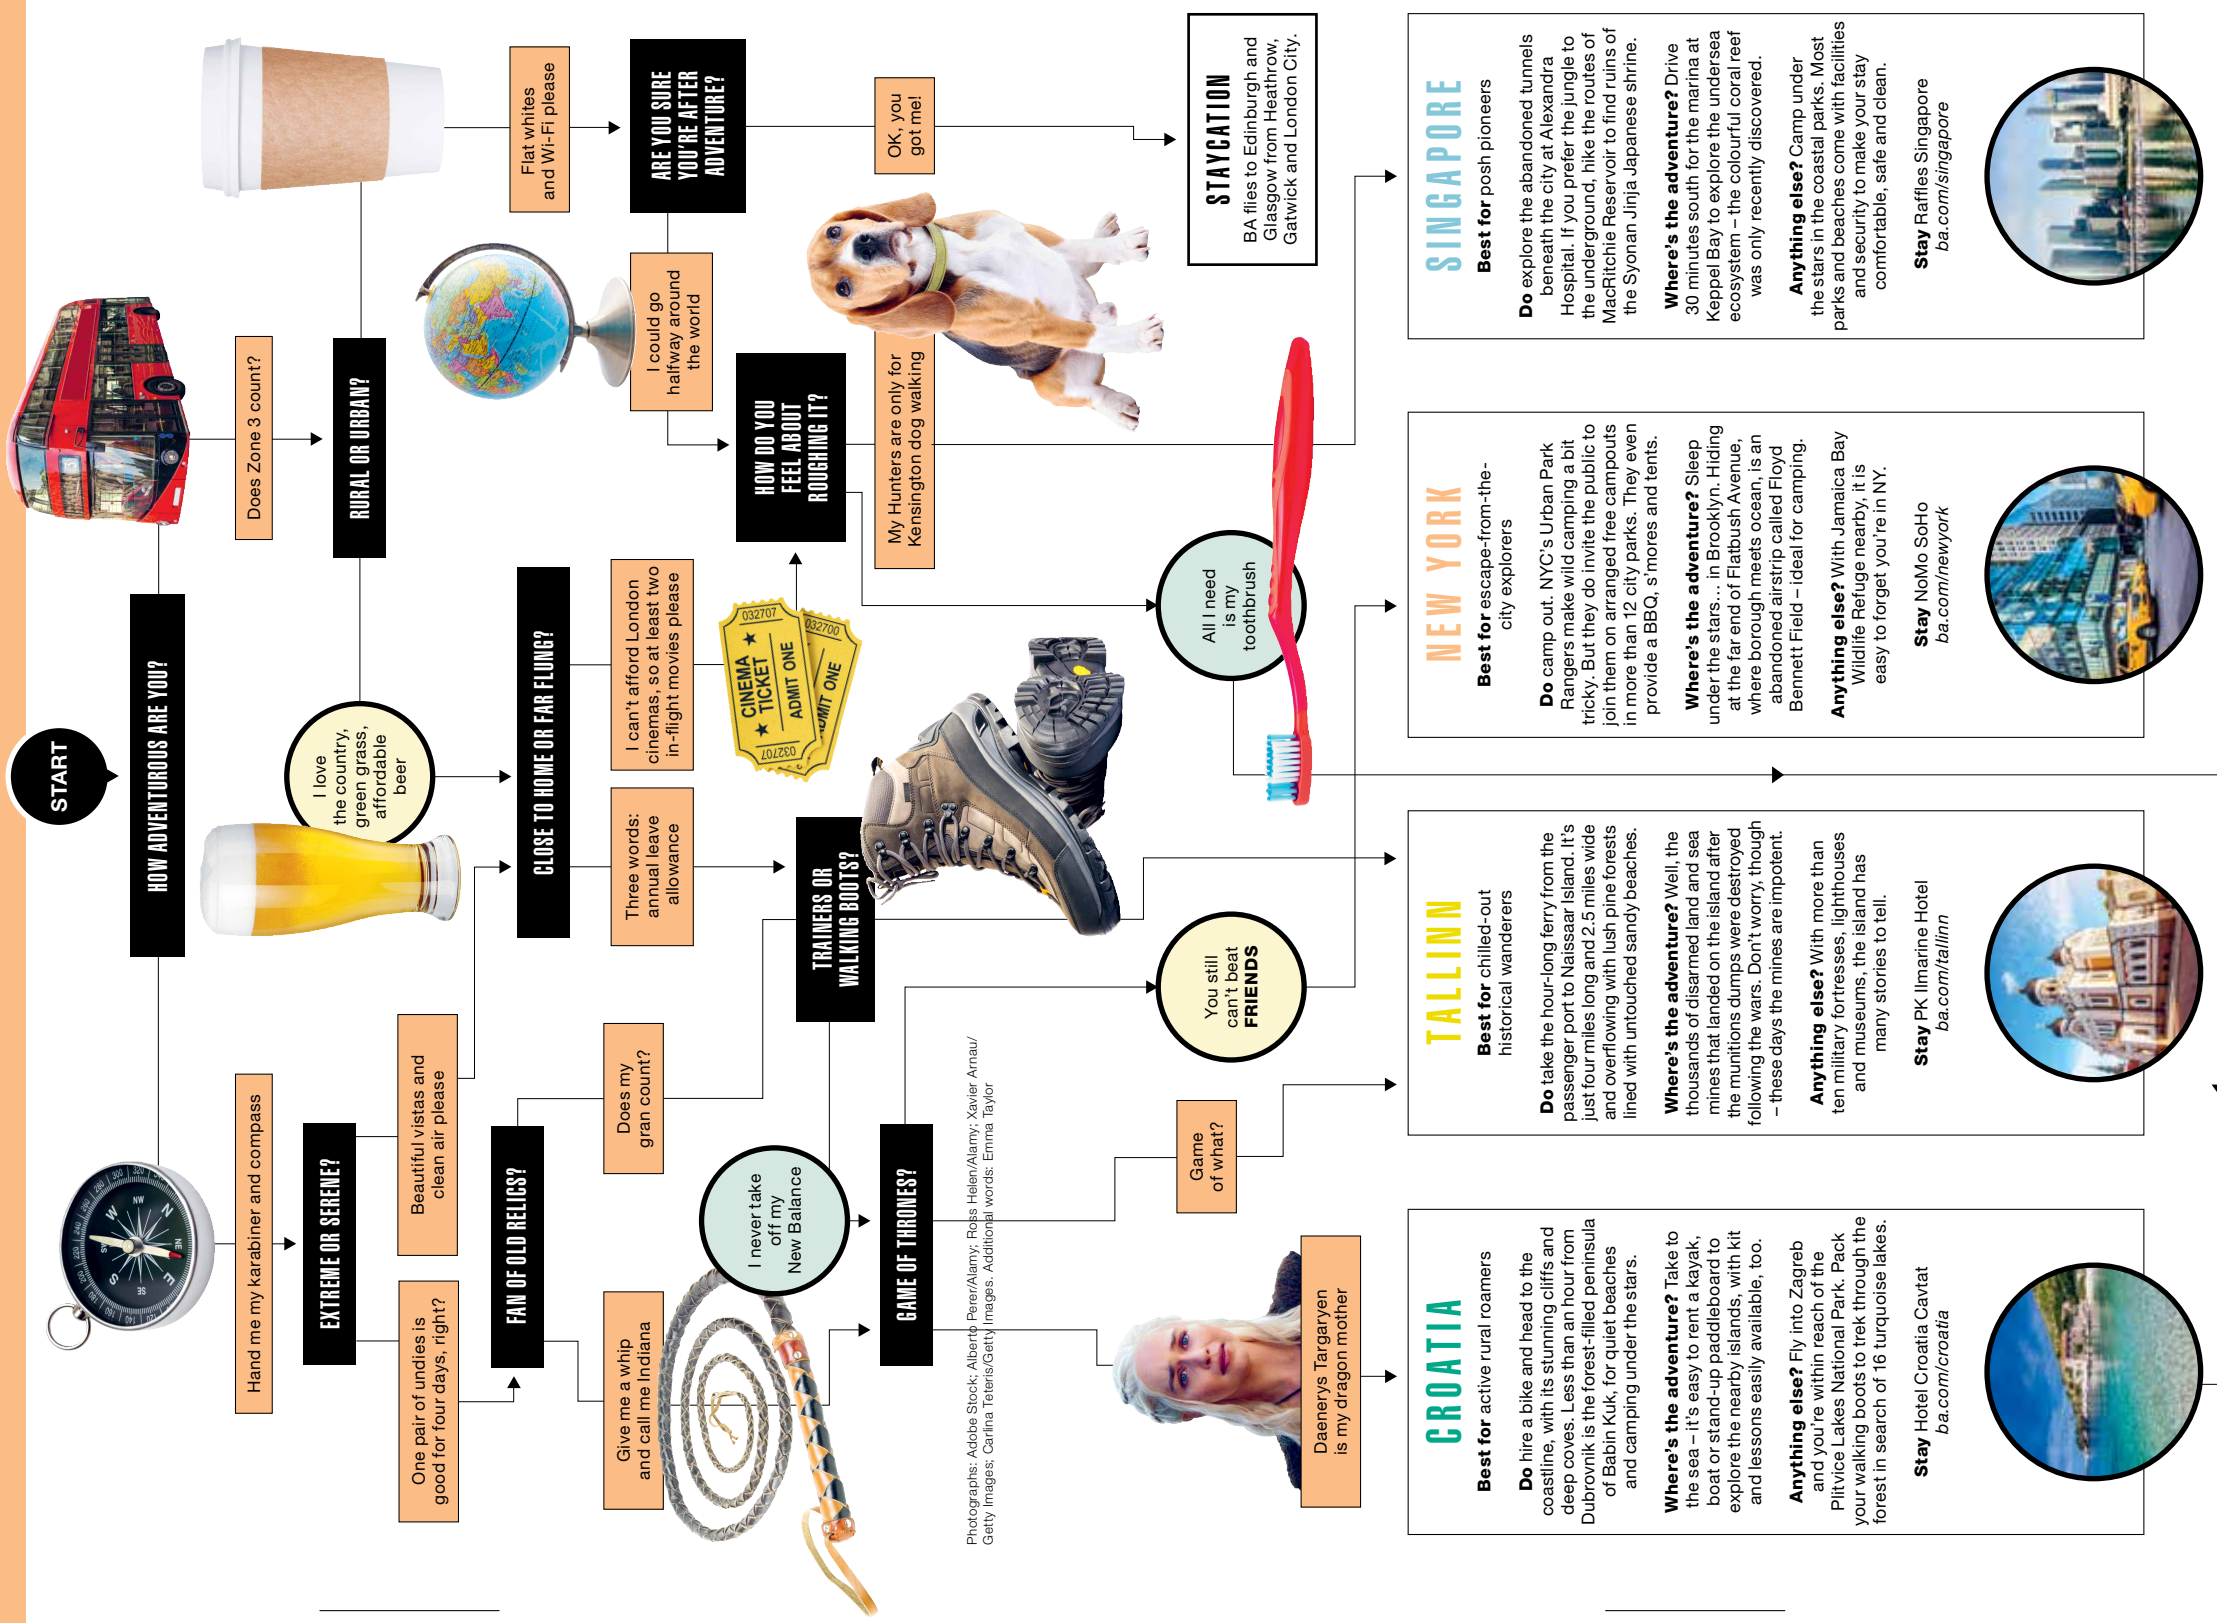 START
HOW ADVENTUROUS ARE YOU?
Hand me my karabiner and compass
Does Zone 3 count?
EXTREME OR SERENE?
RURAL OR URBAN?
One pair of undies is
good for four days, right?
Beautiful vistas and
clean air please
I love
the country,
green grass,
affordable
beer
Flat whites
and Wi-Fi please
FAN OF OLD RELICS?
CLOSE TO HOME OR FAR FLUNG?
ARE YOU SURE
YOU'RE AFTER
ADVENTURE?
Give me a whip
and call me Indiana
Does my
gran count?
Three words:
annual leave
allowance
I can't afford London
cinemas, so at least two
in-flight movies please
I could go
halfway around
the world
OK, you
got me!
CINEMA
TICKET
ADMIT ONE
032707
032707
032700
ADMIT ONE
I never take
off my
New Balance
TRAINERS OR
WALKING BOOTS?
HOW DO YOU
FEEL ABOUT
ROUGHING IT?
My Hunters are only for
Kensington dog walking
GAME OF THRONES?
Photographs: Adobe Stock; Alberto Perer/Alamy; Ross Helen/Alamy; Xavier Arnau/
Getty Images; Carlina Teteris/Getty Images. Additional words: Emma Taylor
Game
of what?
You still
can't beat
FRIENDS
All I need
is my
toothbrush
STAYCATION
BA flies to Edinburgh and
Glasgow from Heathrow,
Gatwick and London City.
Daenerys Targaryen
is my dragon mother
CROATIA
Best for active rural roamers
Do hire a bike and head to the
coastline, with its stunning cliffs and
deep coves. Less than an hour from
Dubrovnik is the forest-filled peninsula
of Babin Kuk, for quiet beaches
and camping under the stars.
Where's the adventure? Take to
the sea – it's easy to rent a kayak,
boat or stand-up paddleboard to
explore the nearby islands, with kit
and lessons easily available, too.
Anything else? Fly into Zagreb
and you're within reach of the
Plitvice Lakes National Park. Pack
your walking boots to trek through the
forest in search of 16 turquoise lakes.
Stay Hotel Croatia Cavtat
ba.com/croatia
TALLINN
Best for chilled-out
historical wanderers
Do take the hour-long ferry from the
passenger port to Naissaar Island. It's
just four miles long and 2.5 miles wide
and overflowing with lush pine forests
lined with untouched sandy beaches.
Where's the adventure? Well, the
thousands of disarmed land and sea
mines that landed on the island after
the munitions dumps were destroyed
following the wars. Don't worry, though
– these days the mines are impotent.
Anything else? With more than
ten military fortresses, lighthouses
and museums, the island has
many stories to tell.
Stay PK Ilmarine Hotel
ba.com/tallinn
NEW YORK
Best for escape-from-the-
city explorers
Do camp out. NYC's Urban Park
Rangers make wild camping a bit
tricky. But they do invite the public to
join them on arranged free campouts
in more than 12 city parks. They even
provide a BBQ, s'mores and tents.
Where's the adventure? Sleep
under the stars... in Brooklyn. Hiding
at the far end of Flatbush Avenue,
where borough meets ocean, is an
abandoned airstrip called Floyd
Bennett Field – ideal for camping.
Anything else? With Jamaica Bay
Wildlife Refuge nearby, it is
easy to forget you're in NY.
Stay NoMo SoHo
ba.com/newyork
SINGAPORE
Best for posh pioneers
Do explore the abandoned tunnels
beneath the city at Alexandra
Hospital. If you prefer the jungle to
the underground, hike the routes of
MacRitchie Reservoir to find ruins of
the Syonan Jinja Japanese shrine.
Where's the adventure? Drive
30 minutes south for the marina at
Keppel Bay to explore the undersea
ecosystem – the colourful coral reef
was only recently discovered.
Anything else? Camp under
the stars in the coastal parks. Most
parks and beaches come with facilities
and security to make your stay
comfortable, safe and clean.
Stay Raffles Singapore
ba.com/singapore